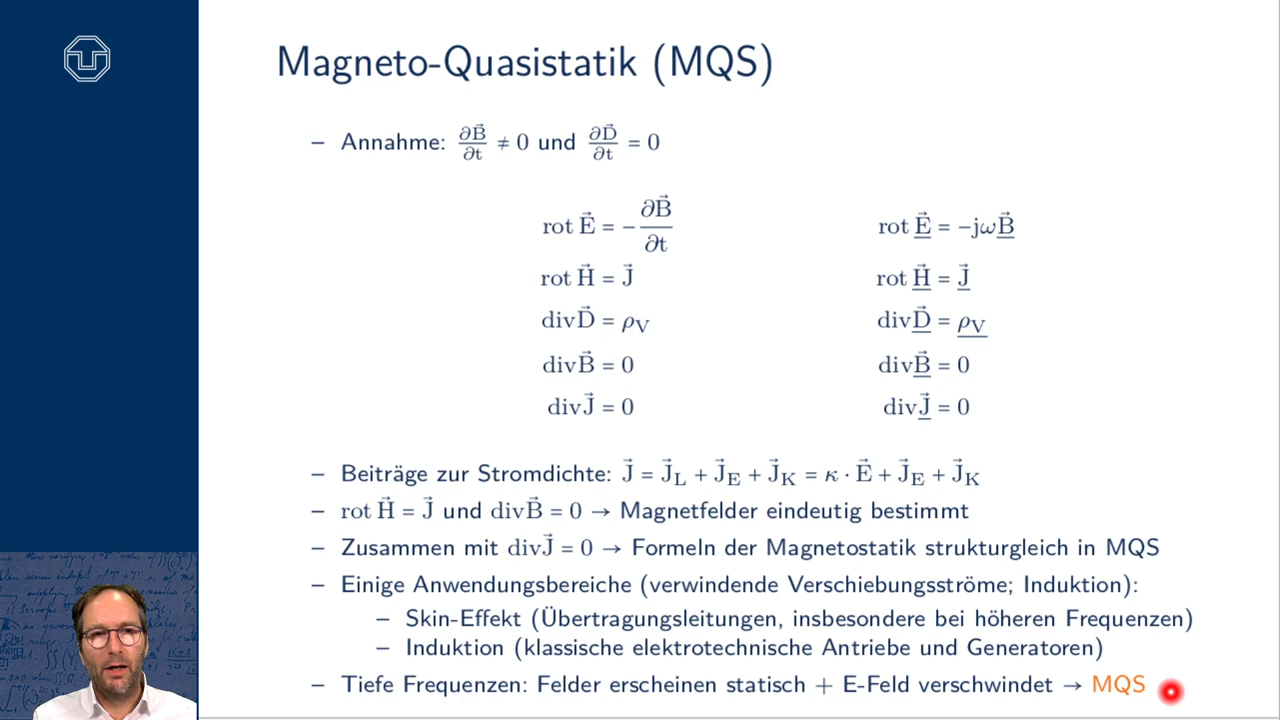 Magneto-Quasistatik (MQS)
– Annahme: ∂B⃗/∂t ≠ 0 und ∂D⃗/∂t = 0
rot E⃗ = −∂B⃗/∂t    rot E̲⃗ = −jωB̲⃗
rot H⃗ = J⃗    rot H̲⃗ = J̲⃗
divD⃗ = ρV    divD̲⃗ = ρ̲V̲
divB⃗ = 0    divB̲⃗ = 0
divJ⃗ = 0    divJ̲⃗ = 0
– Beiträge zur Stromdichte: J⃗ = J⃗L + J⃗E + J⃗K = κ · E⃗ + J⃗E + J⃗K
– rot H⃗ = J⃗ und divB⃗ = 0 → Magnetfelder eindeutig bestimmt
– Zusammen mit divJ⃗ = 0 → Formeln der Magnetostatik strukturgleich in MQS
– Einige Anwendungsbereiche (verwindende Verschiebungsströme; Induktion):
– Skin-Effekt (Übertragungsleitungen, insbesondere bei höheren Frequenzen)
– Induktion (klassische elektrotechnische Antriebe und Generatoren)
– Tiefe Frequenzen: Felder erscheinen statisch + E-Feld verschwindet → MQS